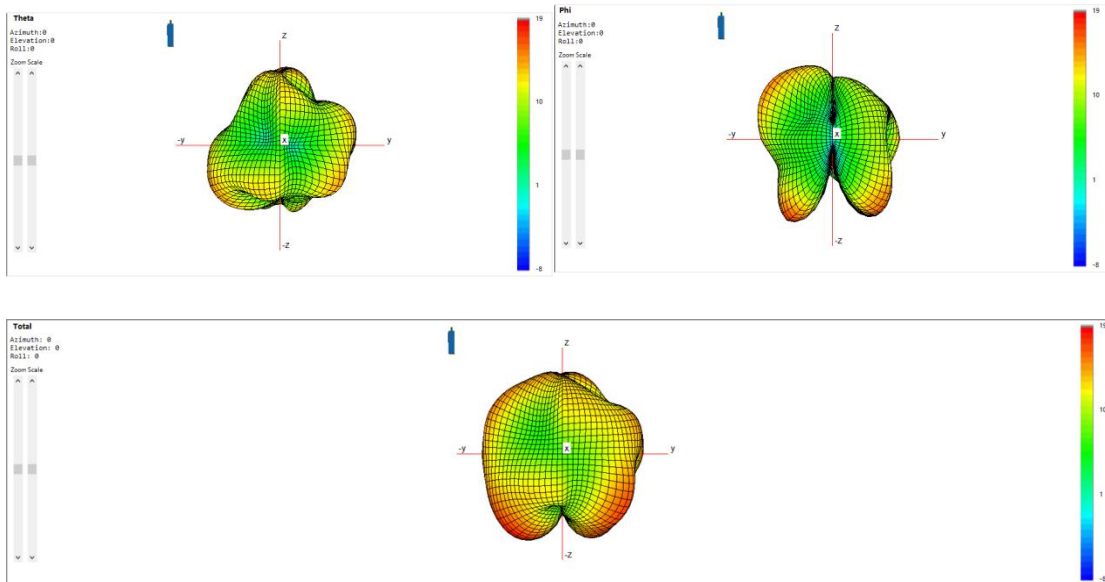 Theta
Azimuth:0
Elevation:0
Roll:0
Zoom Scale
z
-y
x
y
-z
19
10
1
-8
Phi
Azimuth:0
Elevation:0
Roll:0
Zoom Scale
z
-y
x
y
-z
19
10
1
-8
Total
Azimuth: 0
Elevation: 0
Roll: 0
Zoom Scale
z
-y
x
y
-z
19
10
1